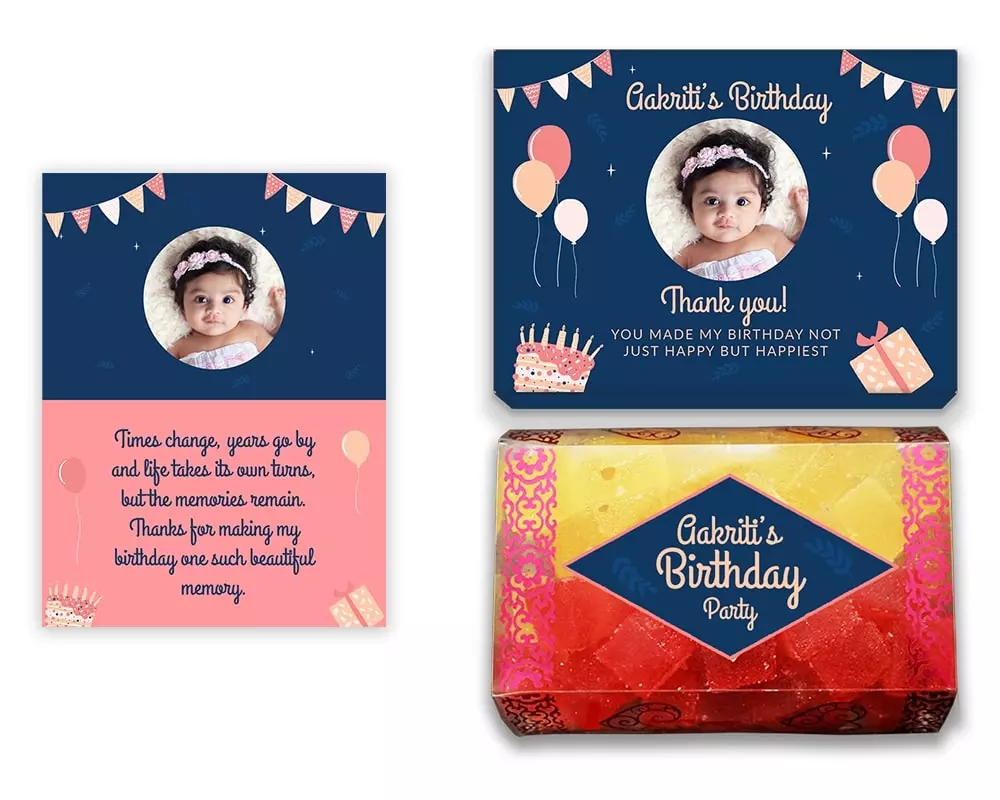 Times change, years go by
and life takes its own turns,
but the memories remain.
Thanks for making my
birthday one such beautiful
memory.
Aakriti's Birthday
Thank you!
YOU MADE MY BIRTHDAY NOT
JUST HAPPY BUT HAPPIEST
Aakriti's
Birthday
Party